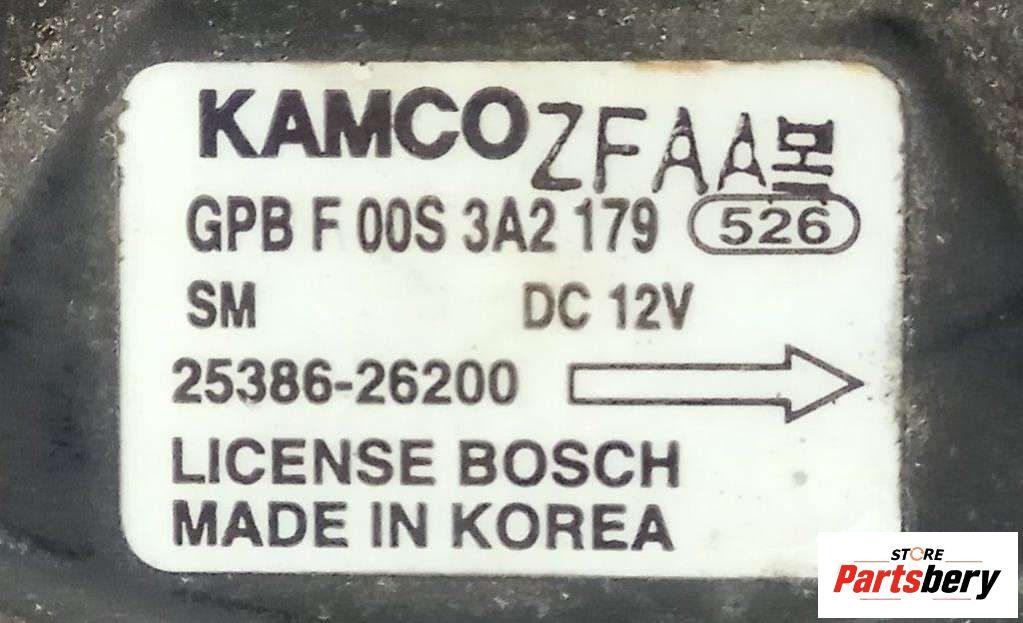 KAMCO ZFAA모
GPB F 00S 3A2 179 526
SM DC 12V
25386-26200
LICENSE BOSCH
MADE IN KOREA
STORE
Partsbery